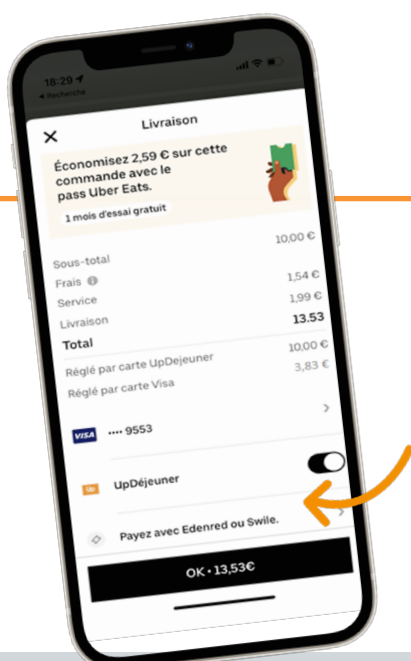 18:29
◀ Recherche
Livraison
Économisez 2,59 € sur cette
commande avec le
pass Uber Eats.
1 mois d'essai gratuit
Sous-total 10,00 €
Frais
Service 1,54 €
Livraison 1,99 €
Total 13.53
Réglé par carte UpDejeuner 10,00 €
Réglé par carte Visa 3,83 €
VISA •••• 9553
Up UpDéjeuner
Payez avec Edenred ou Swile.
OK • 13,53€